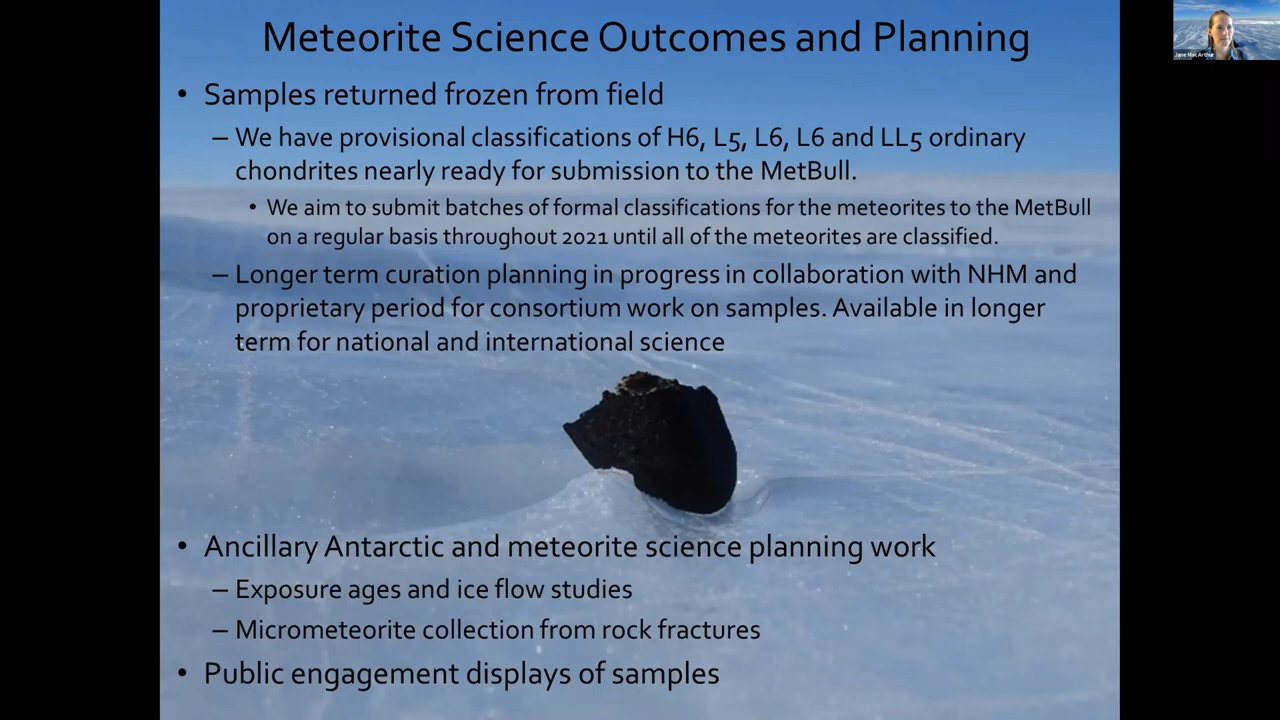 Meteorite Science Outcomes and Planning
• Samples returned frozen from field
– We have provisional classifications of H6, L5, L6, L6 and LL5 ordinary
chondrites nearly ready for submission to the MetBull.
• We aim to submit batches of formal classifications for the meteorites to the MetBull
on a regular basis throughout 2021 until all of the meteorites are classified.
– Longer term curation planning in progress in collaboration with NHM and
proprietary period for consortium work on samples. Available in longer
term for national and international science
• Ancillary Antarctic and meteorite science planning work
– Exposure ages and ice flow studies
– Micrometeorite collection from rock fractures
• Public engagement displays of samples
Jane MacArthur